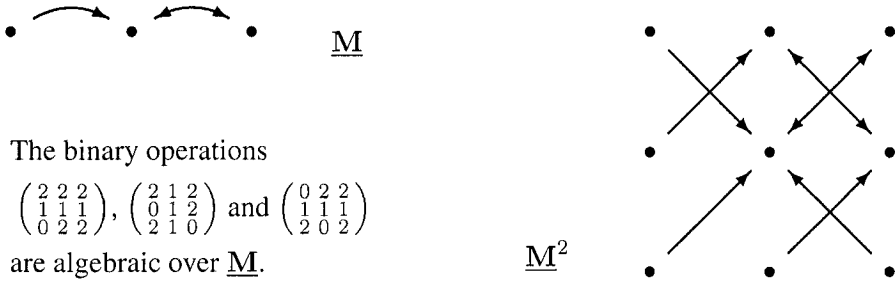 M
The binary operations
( 2 2 2 / 1 1 1 / 0 2 2 ), ( 2 1 2 / 0 1 2 / 2 1 0 ) and ( 0 2 2 / 1 1 1 / 2 0 2 )
are algebraic over M.
M²